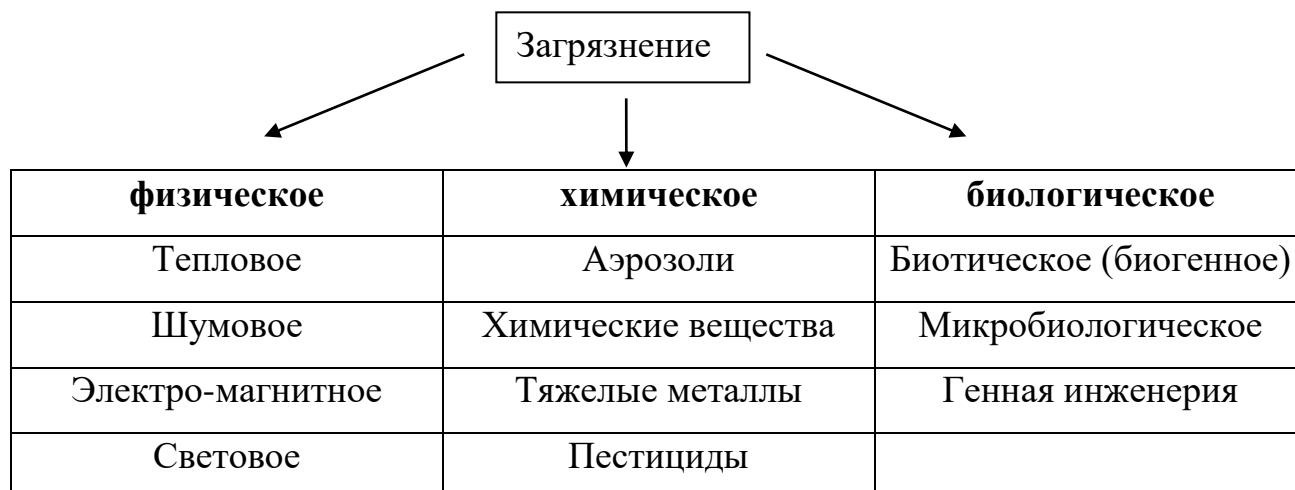 Загрязнение
физическое химическое биологическое
Тепловое Аэрозоли Биотическое (биогенное)
Шумовое Химические вещества Микробиологическое
Электро-магнитное Тяжелые металлы Генная инженерия
Световое Пестициды